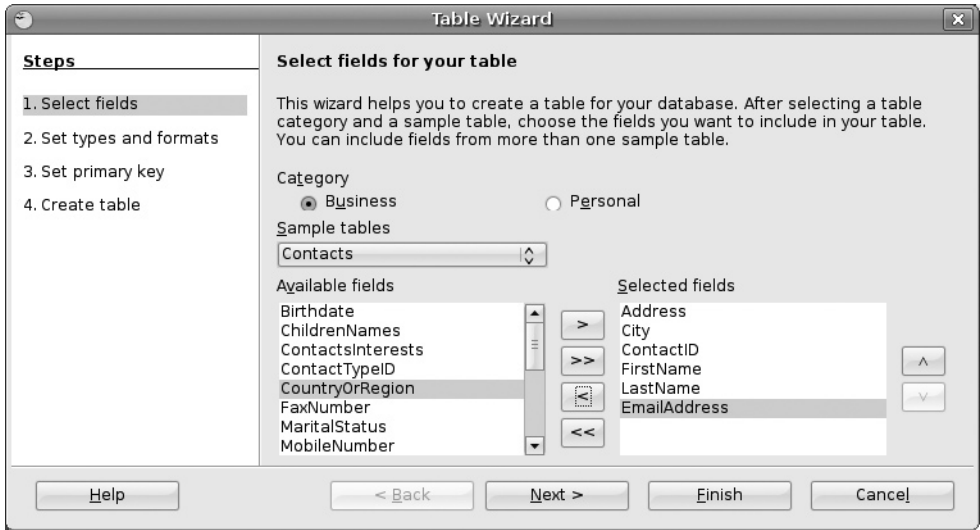 Table Wizard
Steps
1. Select fields
2. Set types and formats
3. Set primary key
4. Create table
Select fields for your table
This wizard helps you to create a table for your database. After selecting a table
category and a sample table, choose the fields you want to include in your table.
You can include fields from more than one sample table.
Category
Business
Personal
Sample tables
Contacts
Available fields
Birthdate
ChildrenNames
ContactsInterests
ContactTypeID
CountryOrRegion
FaxNumber
MaritalStatus
MobileNumber
>
>>
<
<<
Selected fields
Address
City
ContactID
FirstName
LastName
EmailAddress
Help
< Back
Next >
Finish
Cancel